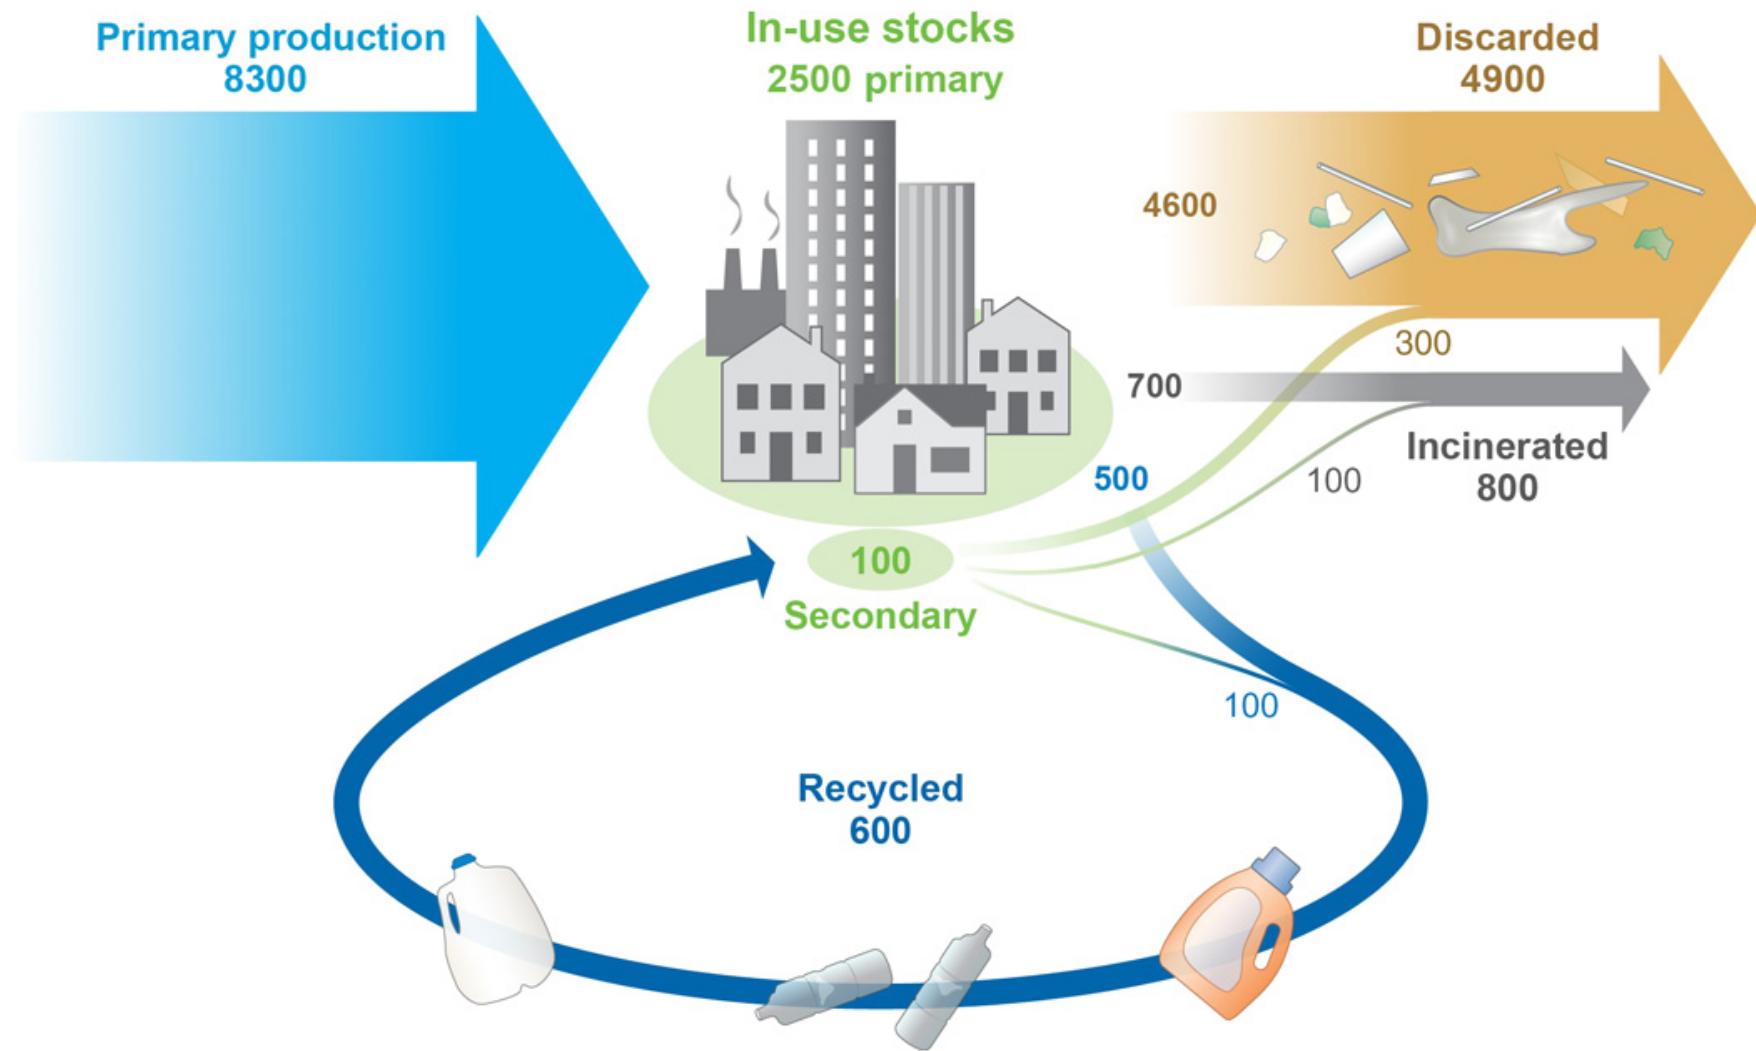 Primary production
8300
In-use stocks
2500 primary
Discarded
4900
4600
300
700
Incinerated
800
500
100
100
Secondary
100
Recycled
600